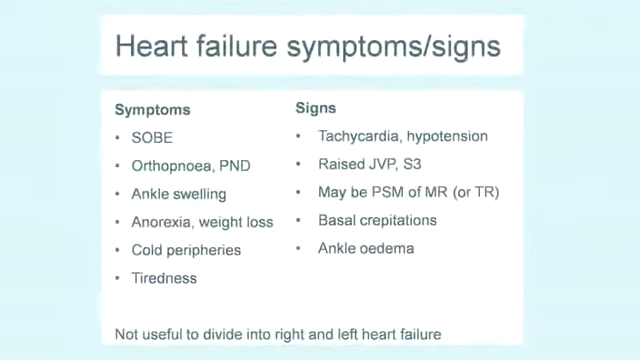 Heart failure symptoms/signs
Symptoms
• SOBE
• Orthopnoea, PND
• Ankle swelling
• Anorexia, weight loss
• Cold peripheries
• Tiredness
Signs
• Tachycardia, hypotension
• Raised JVP, S3
• May be PSM of MR (or TR)
• Basal crepitations
• Ankle oedema
Not useful to divide into right and left heart failure